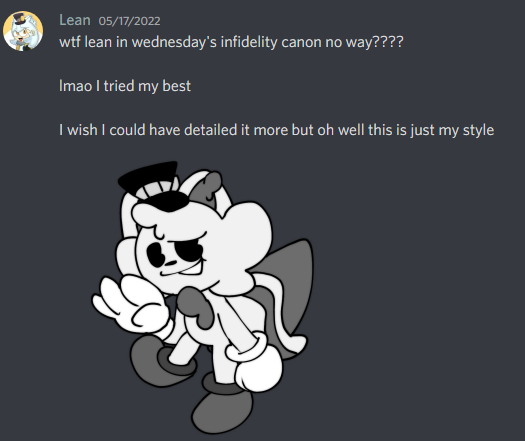 Lean 05/17/2022
wtf lean in wednesday's infidelity canon no way????
lmao I tried my best
I wish I could have detailed it more but oh well this is just my style